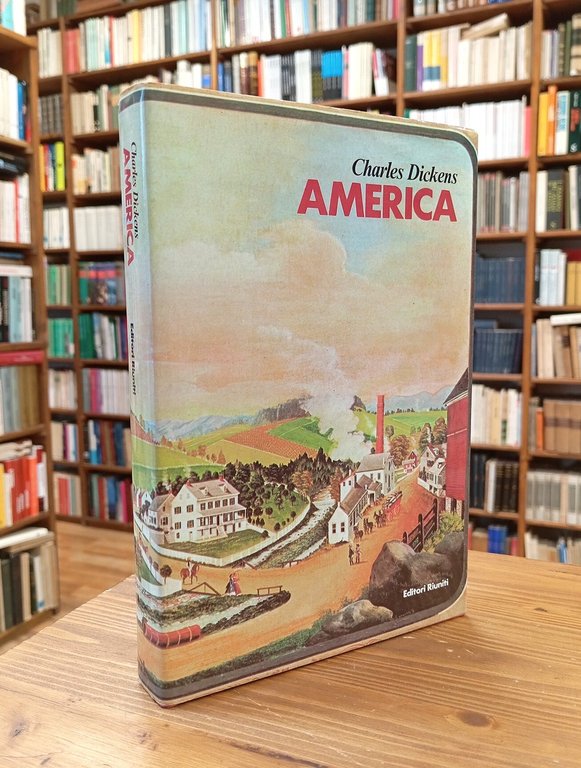 Charles Dickens
AMERICA
Editori Riuniti
Charles Dickens
AMERICA
Editori Riuniti